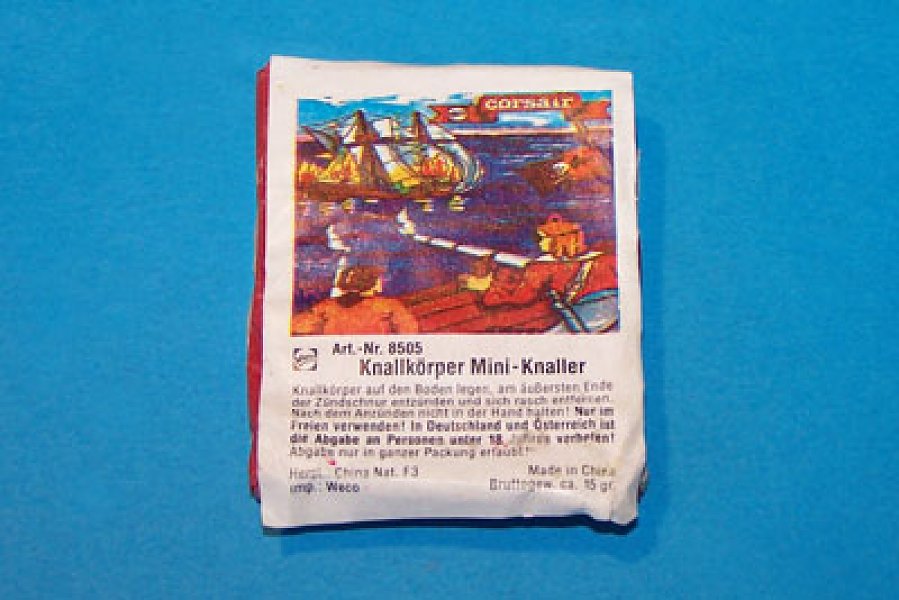 corsair
Art.-Nr. 8505
Knallkörper Mini-Knaller
Knallkörper auf den Boden legen, am äußersten Ende
der Zündschnur entzünden und sich rasch entfernen.
Nach dem Anzünden nicht in der Hand halten! Nur im
Freien verwenden! In Deutschland und Österreich ist
die Abgabe an Personen unter 18 Jahren verboten!
Abgabe nur in ganzer Packung erlaubt!
Herst.: China Nat. F3
Made in China
Imp.: Weco
Bruttogew. ca. 15 gr.